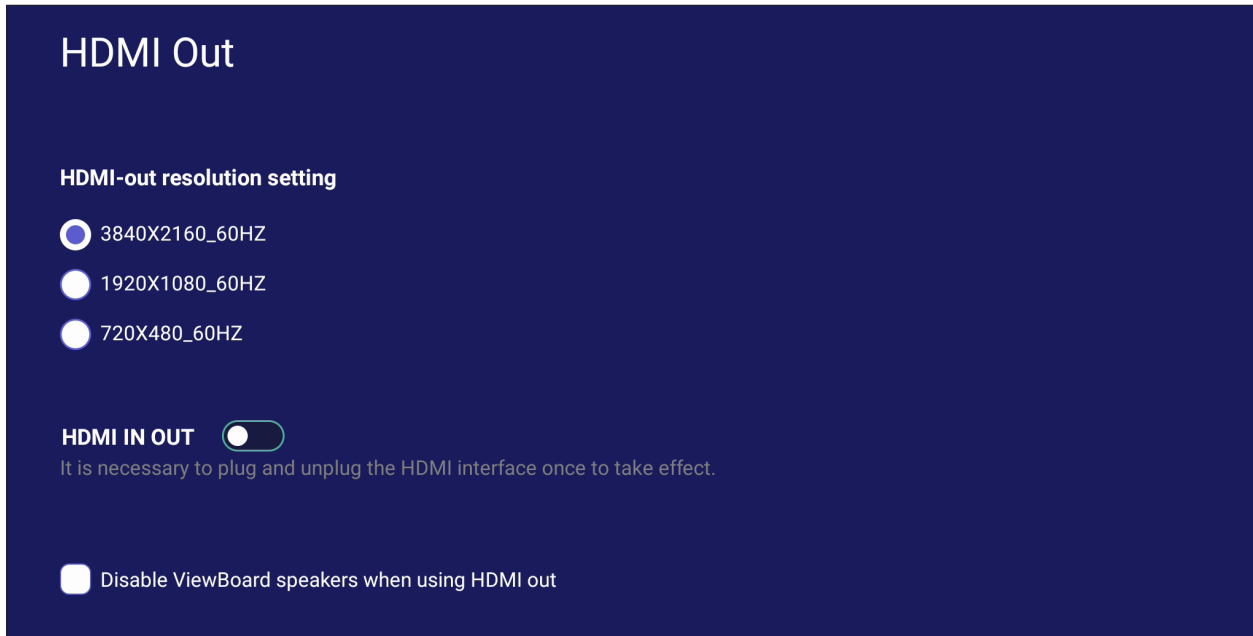 HDMI Out
HDMI-out resolution setting
3840X2160_60HZ
1920X1080_60HZ
720X480_60HZ
HDMI IN OUT
It is necessary to plug and unplug the HDMI interface once to take effect.
Disable ViewBoard speakers when using HDMI out